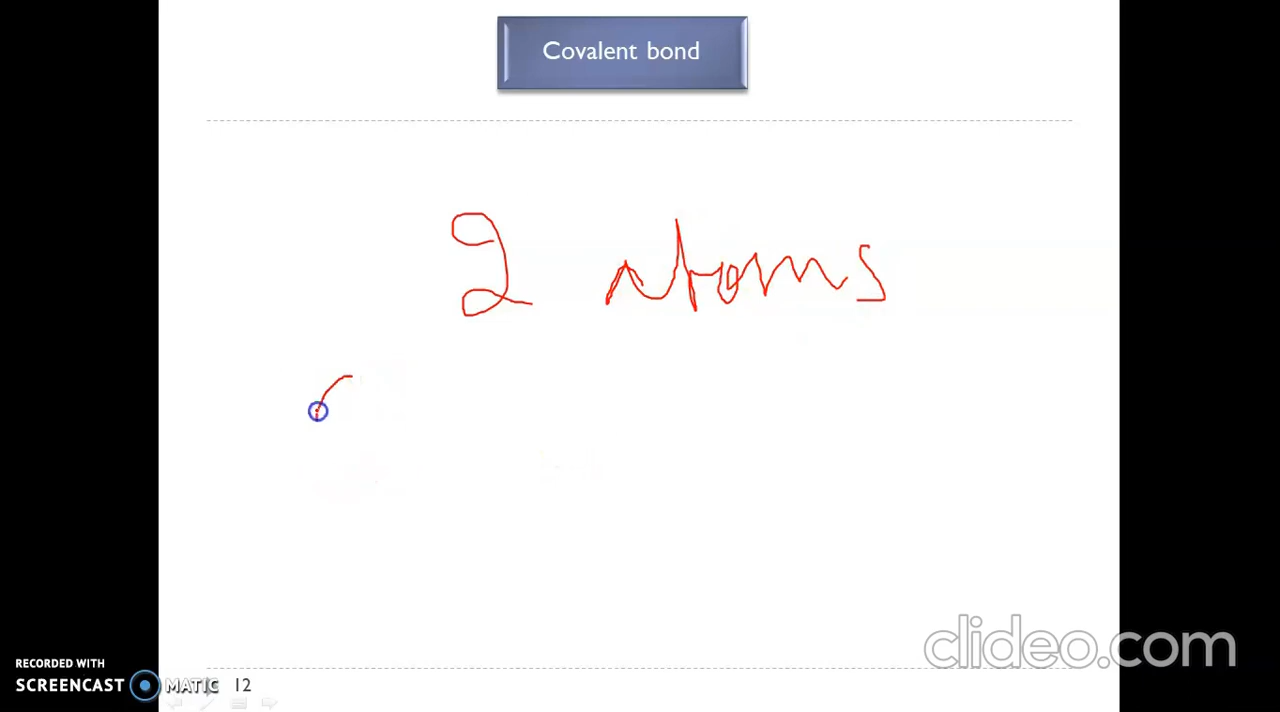 Covalent bond
2 atoms
clideo.com
RECORDED WITH
SCREENCAST MATIC 12